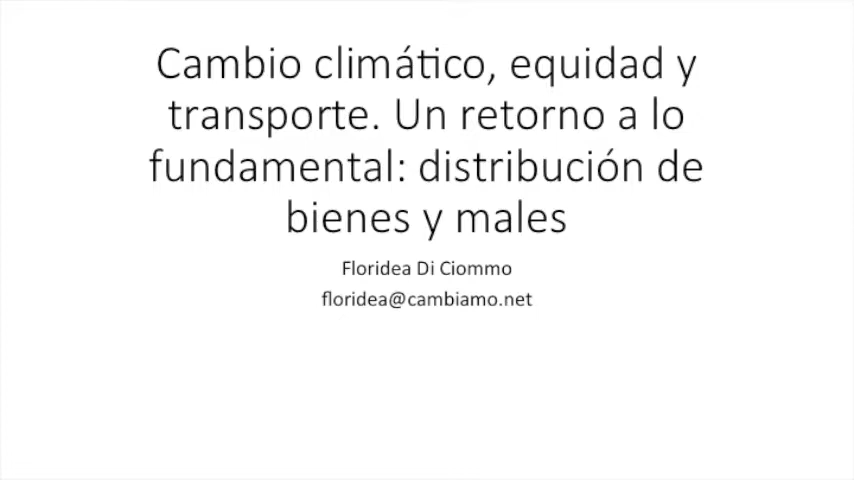 Cambio climático, equidad y
transporte. Un retorno a lo
fundamental: distribución de
bienes y males
Floridea Di Ciommo
floridea@cambiamo.net